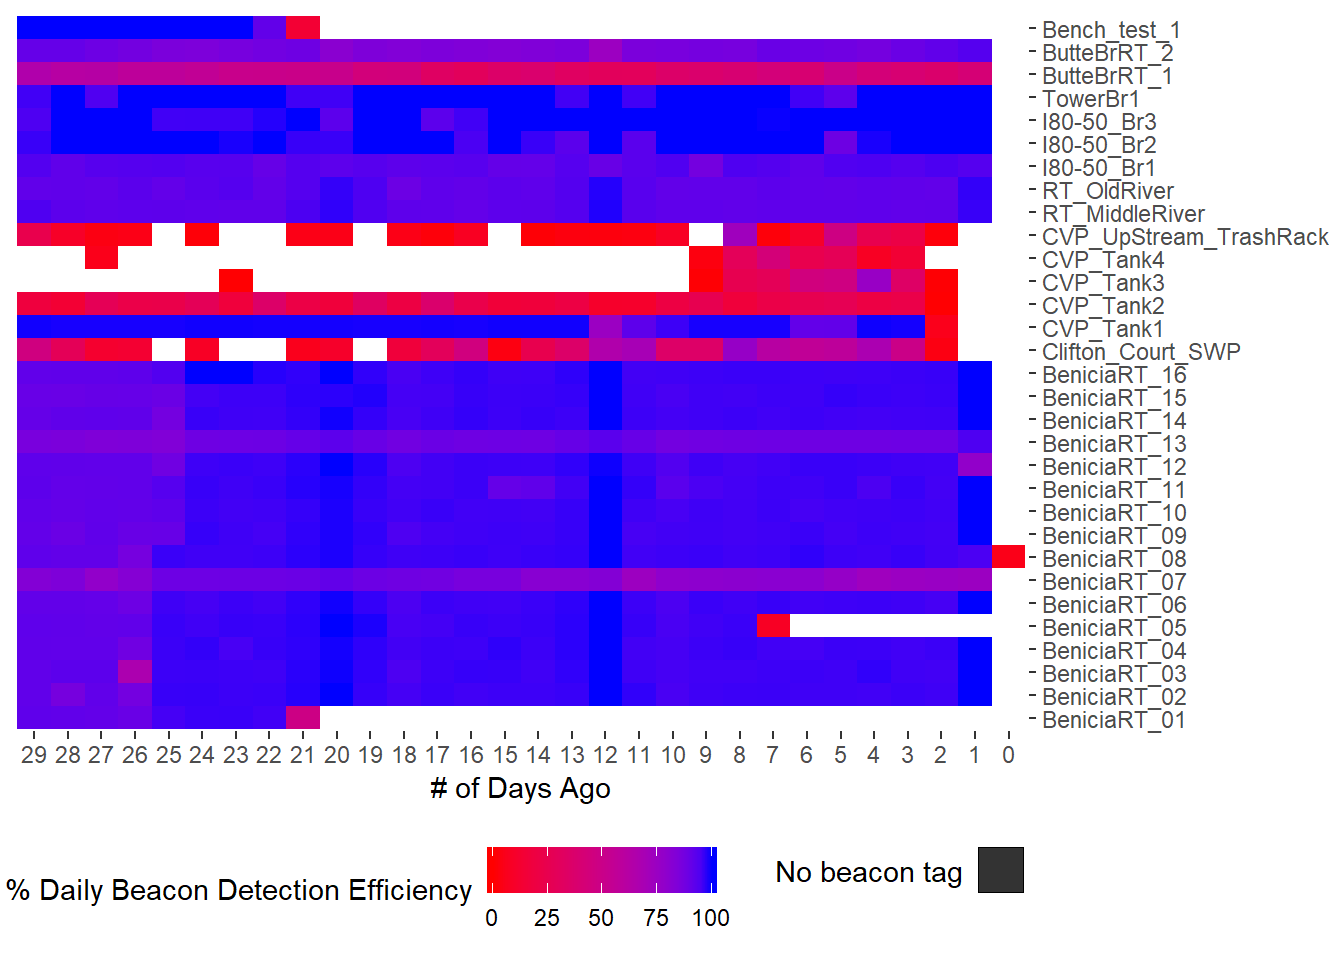 Bench_test_1
ButteBrRT_2
ButteBrRT_1
TowerBr1
I80-50_Br3
I80-50_Br2
I80-50_Br1
RT_OldRiver
RT_MiddleRiver
CVP_UpStream_TrashRack
CVP_Tank4
CVP_Tank3
CVP_Tank2
CVP_Tank1
Clifton_Court_SWP
BeniciaRT_16
BeniciaRT_15
BeniciaRT_14
BeniciaRT_13
BeniciaRT_12
BeniciaRT_11
BeniciaRT_10
BeniciaRT_09
BeniciaRT_08
BeniciaRT_07
BeniciaRT_06
BeniciaRT_05
BeniciaRT_04
BeniciaRT_03
BeniciaRT_02
BeniciaRT_01
29 28 27 26 25 24 23 22 21 20 19 18 17 16 15 14 13 12 11 10 9 8 7 6 5 4 3 2 1 0
# of Days Ago
% Daily Beacon Detection Efficiency
0 25 50 75 100
No beacon tag